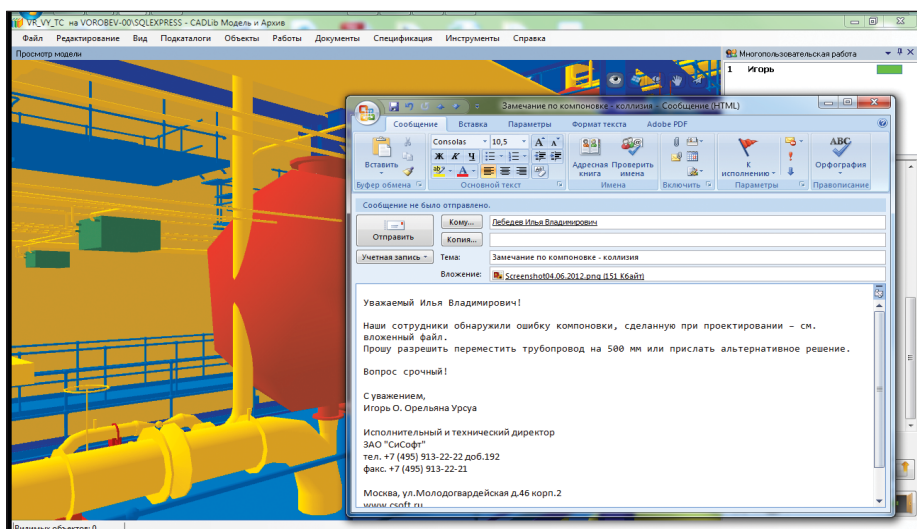 VR_VY_TC на VOROBEV-00\SQLEXPRESS - CADLib Модель и Архив
Файл Редактирование Вид Подкаталоги Объекты Работы Документы Спецификация Инструменты Справка
Просмотр модели
Многопользовательская работа
1 Игорь
Замечание по компоновке - коллизия - Сообщение (HTML)
Сообщение Вставка Параметры Формат текста Adobe PDF
Вставить
Consolas 10,5
Ж К Ч
Адресная книга
Проверить имена
К исполнению
ABC
Орфография
Буфер обмена Основной текст Имена Включить Параметры Правописание
Сообщение не было отправлено.
Отправить
Кому... Лебедев Илья Владимирович
Копия...
Учетная запись Тема: Замечание по компоновке - коллизия
Вложение: Screenshot04.06.2012.png (151 Кбайт)
Уважаемый Илья Владимирович!
Наши сотрудники обнаружили ошибку компоновки, сделанную при проектировании – см.
вложенный файл.
Прошу разрешить переместить трубопровод на 500 мм или прислать альтернативное решение.
Вопрос срочный!
С уважением,
Игорь О. Орельяна Урсуа
Исполнительный и технический директор
ЗАО "СиСофт"
тел. +7 (495) 913-22-22 доб.192
факс. +7 (495) 913-22-21
Москва, ул.Молодогвардейская д.46 корп.2
www.csoft.ru
Видимых объектов: 0